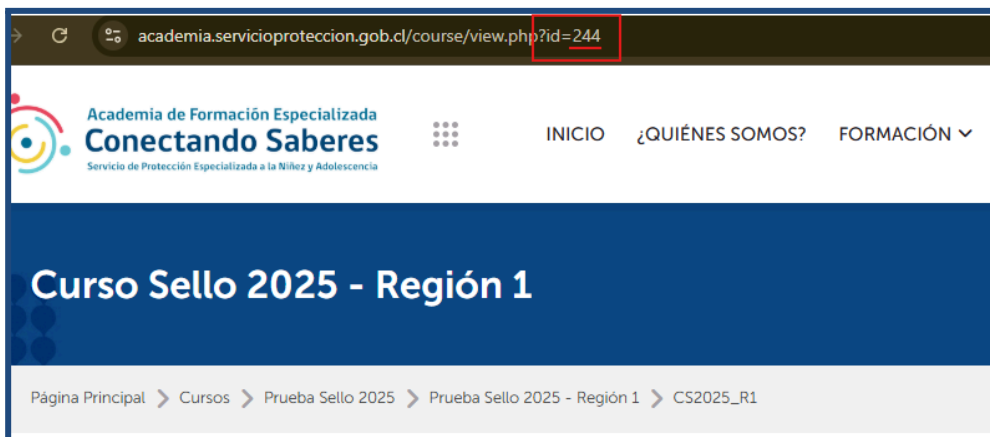 academia.servicioproteccion.gob.cl/course/view.php?id=244
Academia de Formación Especializada
Conectando Saberes
Servicio de Protección Especializada a la Niñez y Adolescencia
INICIO ¿QUIÉNES SOMOS? FORMACIÓN
Curso Sello 2025 - Región 1
Página Principal > Cursos > Prueba Sello 2025 > Prueba Sello 2025 - Región 1 > CS2025_R1